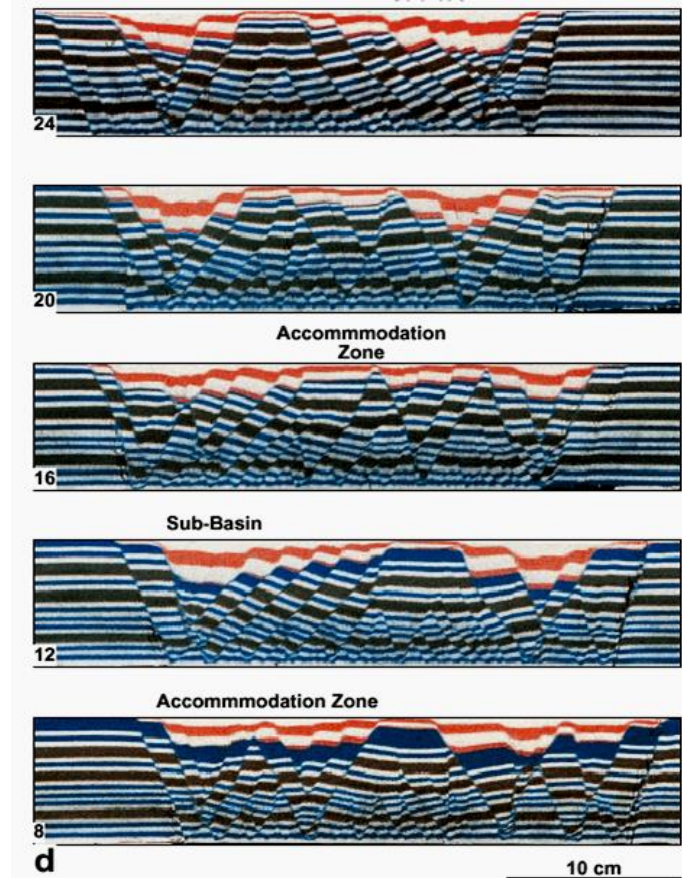 24
20
Accommmodation
Zone
16
Sub-Basin
12
Accommmodation Zone
8
d
10 cm